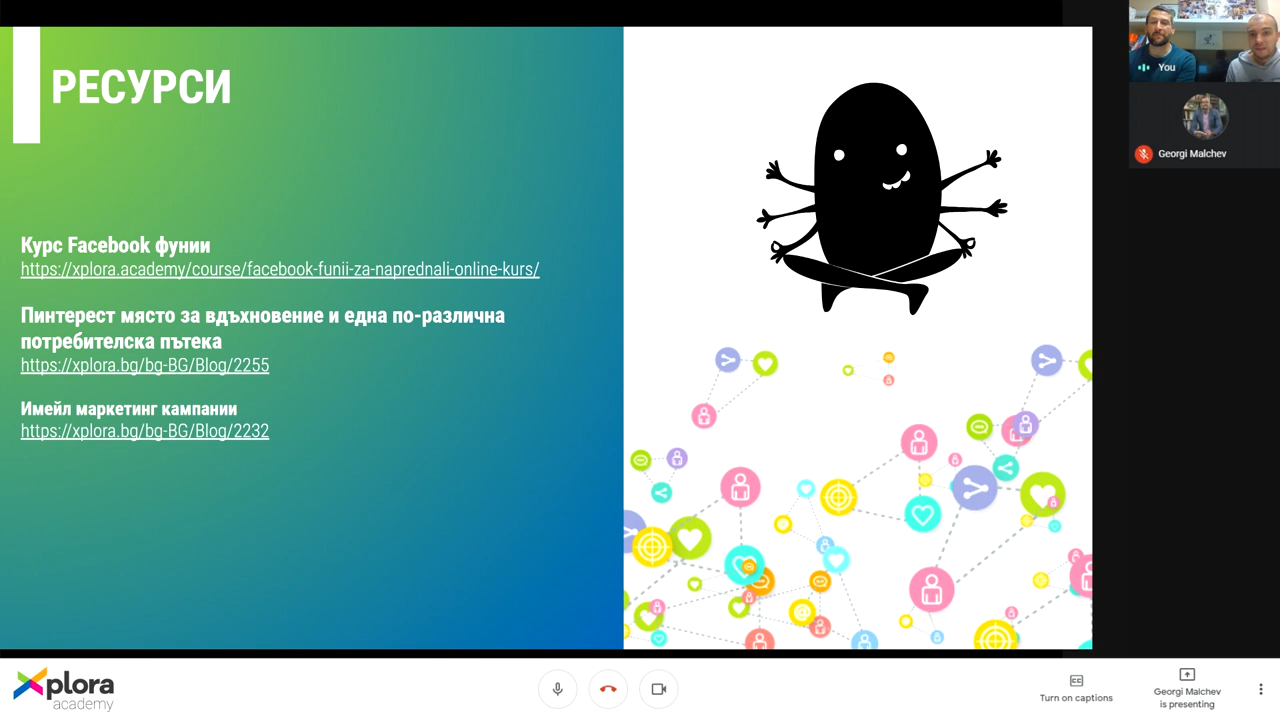 РЕСУРСИ
Курс Facebook фунии
https://xplora.academy/course/facebook-funii-za-naprednali-online-kurs/
Пинтерест място за вдъхновение и една по-различна
потребителска пътека
https://xplora.bg/bg-BG/Blog/2255
Имейл маркетинг кампании
https://xplora.bg/bg-BG/Blog/2232
You
Georgi Malchev
Xplora
academy
CC
Turn on captions
Georgi Malchev
is presenting